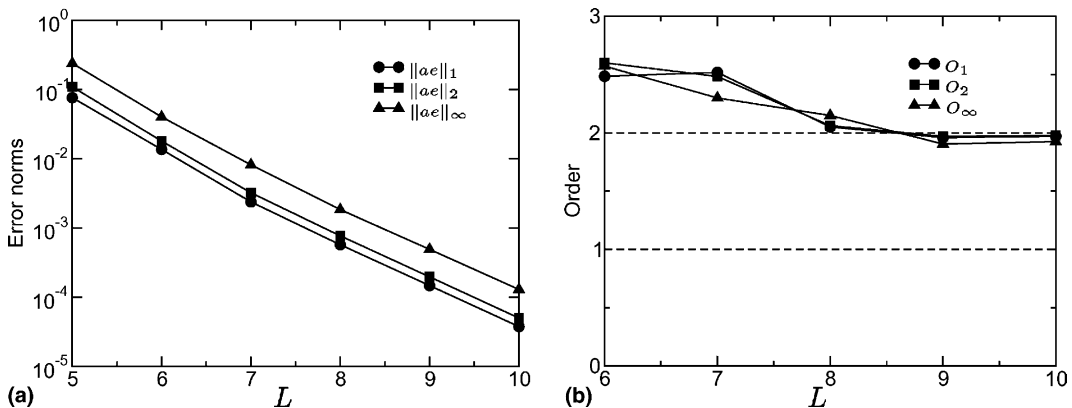 10^0
10^-1
10^-2
10^-3
10^-4
10^-5
Error norms
||ae||_1
||ae||_2
||ae||_∞
5 6 7 8 9 10
L
(a)
3
2
1
0
Order
O_1
O_2
O_∞
6 7 8 9 10
L
(b)